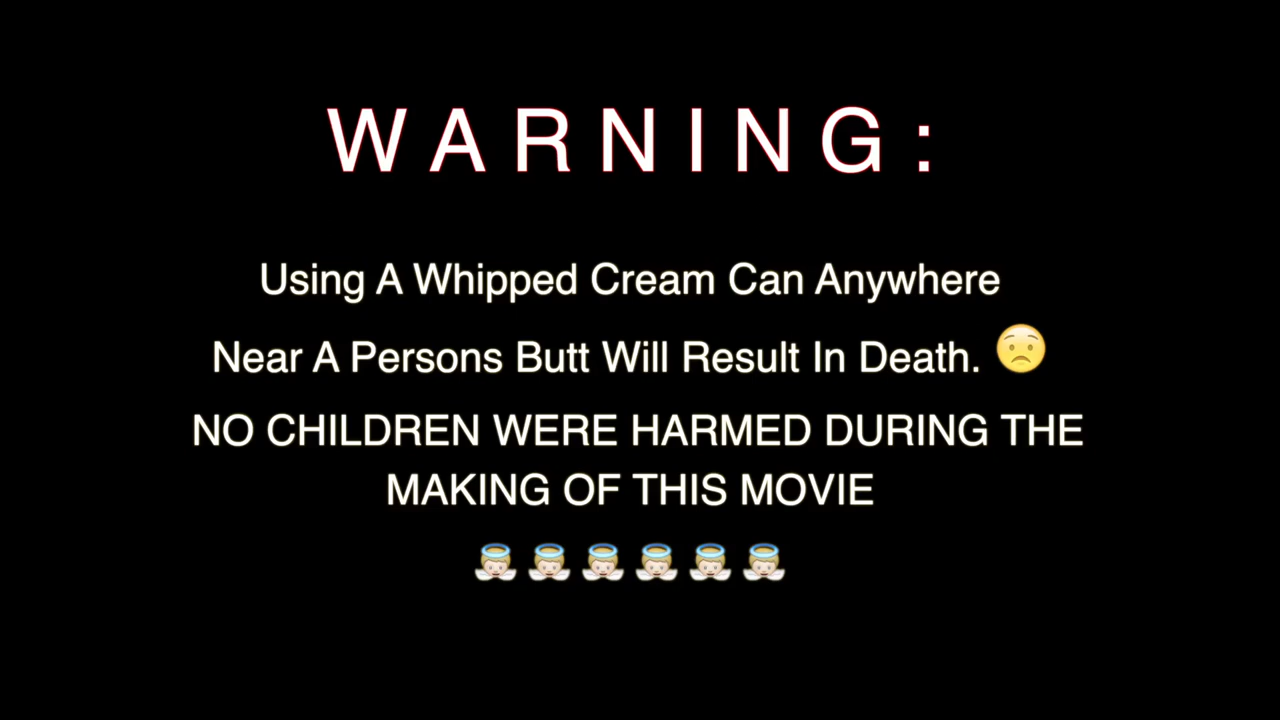 W A R N I N G :
Using A Whipped Cream Can Anywhere
Near A Persons Butt Will Result In Death. 😟
NO CHILDREN WERE HARMED DURING THE
MAKING OF THIS MOVIE
👼👼👼👼👼👼